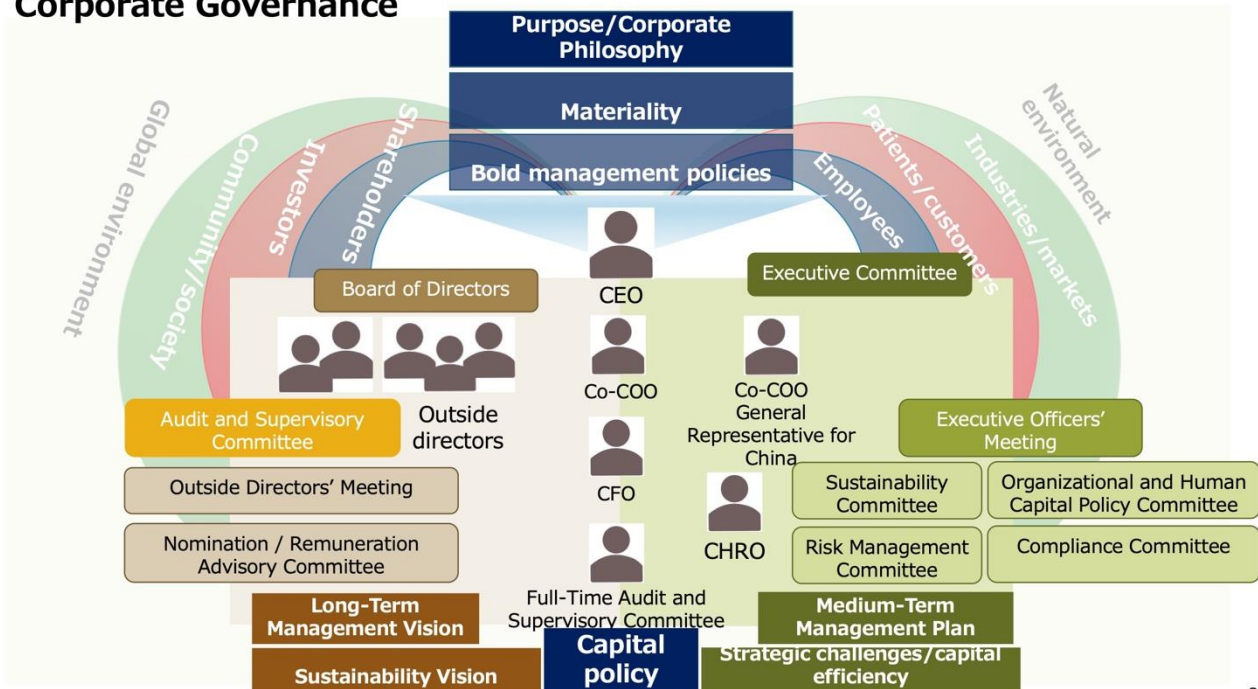 Corporate Governance
Purpose/Corporate
Philosophy
Materiality
Bold management policies
Global environment
Community/society
Investors
Shareholders
Employees
Patients/customers
Industries/markets
Natural
environment
Board of Directors
CEO
Executive Committee
Co-COO
Co-COO
General
Representative for
China
Outside
directors
Audit and Supervisory
Committee
Outside Directors’ Meeting
Nomination / Remuneration
Advisory Committee
CFO
CHRO
Full-Time Audit and
Supervisory Committee
Executive Officers’
Meeting
Sustainability
Committee
Organizational and Human
Capital Policy Committee
Risk Management
Committee
Compliance Committee
Long-Term
Management Vision
Sustainability Vision
Capital
policy
Medium-Term
Management Plan
Strategic challenges/capital
efficiency